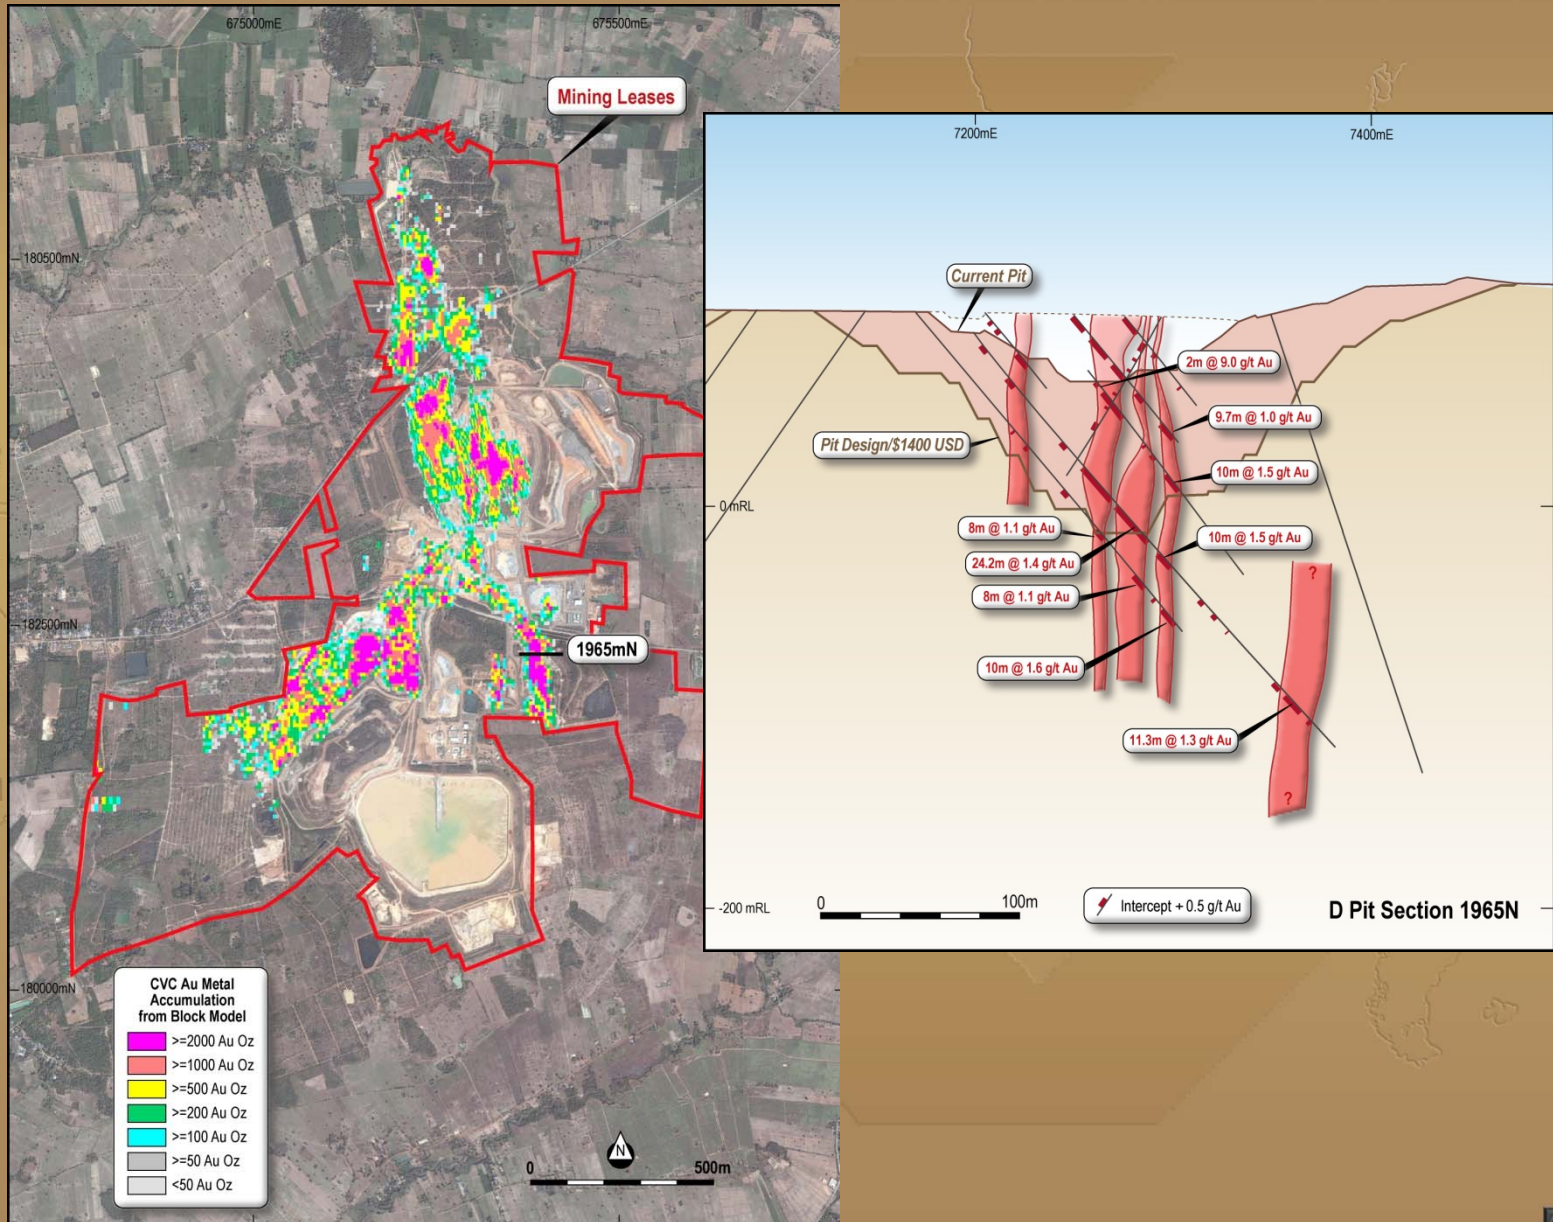 675000mE
675500mE
Mining Leases
180500mN
182500mN
1965mN
180000mN
CVC Au Metal
Accumulation
from Block Model
>=2000 Au Oz
>=1000 Au Oz
>=500 Au Oz
>=200 Au Oz
>=100 Au Oz
>=50 Au Oz
<50 Au Oz
N
0
500m
7200mE
7400mE
Current Pit
2m @ 9.0 g/t Au
9.7m @ 1.0 g/t Au
Pit Design/$1400 USD
10m @ 1.5 g/t Au
0 mRL
8m @ 1.1 g/t Au
10m @ 1.5 g/t Au
24.2m @ 1.4 g/t Au
?
8m @ 1.1 g/t Au
10m @ 1.6 g/t Au
11.3m @ 1.3 g/t Au
?
-200 mRL
0
100m
Intercept + 0.5 g/t Au
D Pit Section 1965N